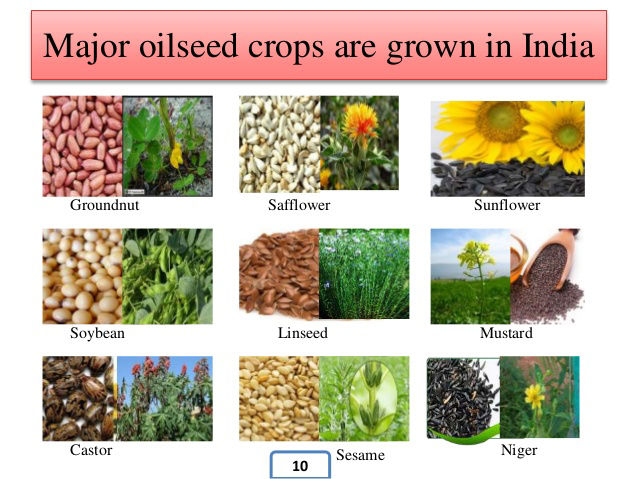 Major oilseed crops are grown in India
Groundnut
Safflower
Sunflower
Soybean
Linseed
Mustard
Castor
Sesame
Niger
10